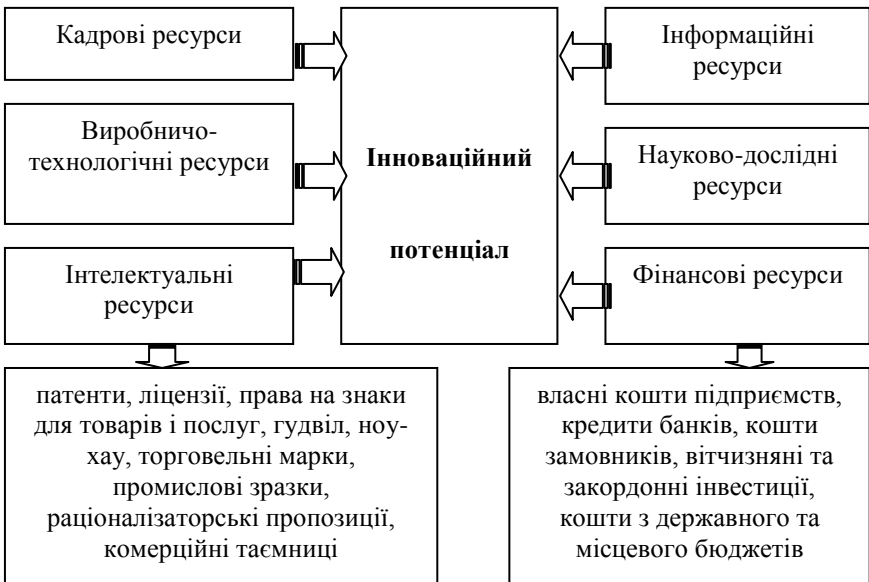 Кадрові ресурси
Виробничо-
технологічні ресурси
Інтелектуальні
ресурси
Інноваційний
потенціал
Інформаційні
ресурси
Науково-дослідні
ресурси
Фінансові ресурси
патенти, ліцензії, права на знаки
для товарів і послуг, гудвіл, ноу-
хау, торговельні марки,
промислові зразки,
раціоналізаторські пропозиції,
комерційні таємниці
власні кошти підприємств,
кредити банків, кошти
замовників, вітчизняні та
закордонні інвестиції,
кошти з державного та
місцевого бюджетів